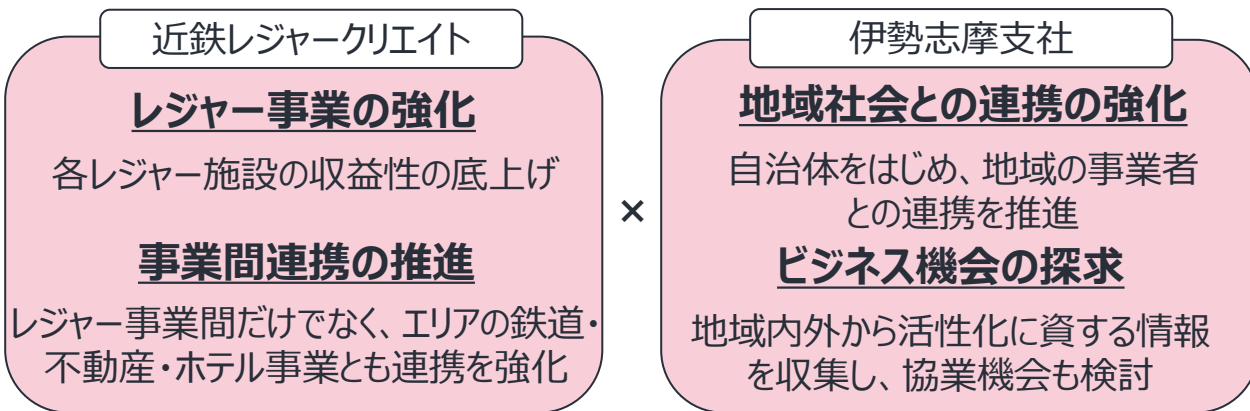 近鉄レジャークリエイト
レジャー事業の強化
各レジャー施設の収益性の底上げ
事業間連携の推進
レジャー事業間だけでなく、エリアの鉄道・
不動産・ホテル事業とも連携を強化
×
伊勢志摩支社
地域社会との連携の強化
自治体をはじめ、地域の事業者
との連携を推進
ビジネス機会の探求
地域内外から活性化に資する情報
を収集し、協業機会も検討